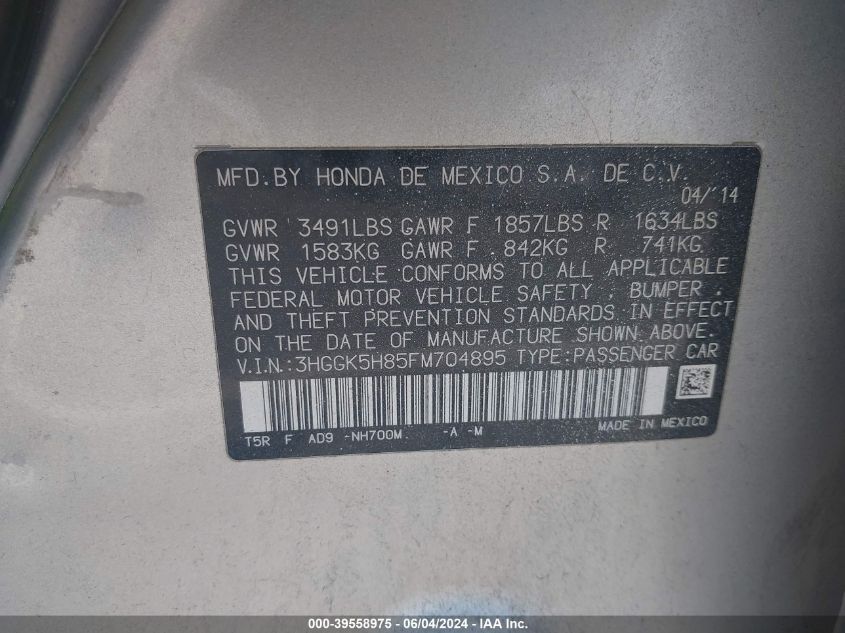 MFD.BY HONDA DE MEXICO S.A. DE C.V.
04/'14
GVWR 3491LBS GAWR F 1857LBS R 1634LBS
GVWR 1583KG GAWR F 842KG R 741KG
THIS VEHICLE CONFORMS TO ALL APPLICABLE
FEDERAL MOTOR VEHICLE SAFETY , BUMPER ,
AND THEFT PREVENTION STANDARDS IN EFFECT
ON THE DATE OF MANUFACTURE SHOWN ABOVE.
V.I.N.:3HGGK5H85FM704895 TYPE:PASSENGER CAR
T5R F AD9 -NH700M -A -M
MADE IN MEXICO
000-39558975 - 06/04/2024 - IAA Inc.